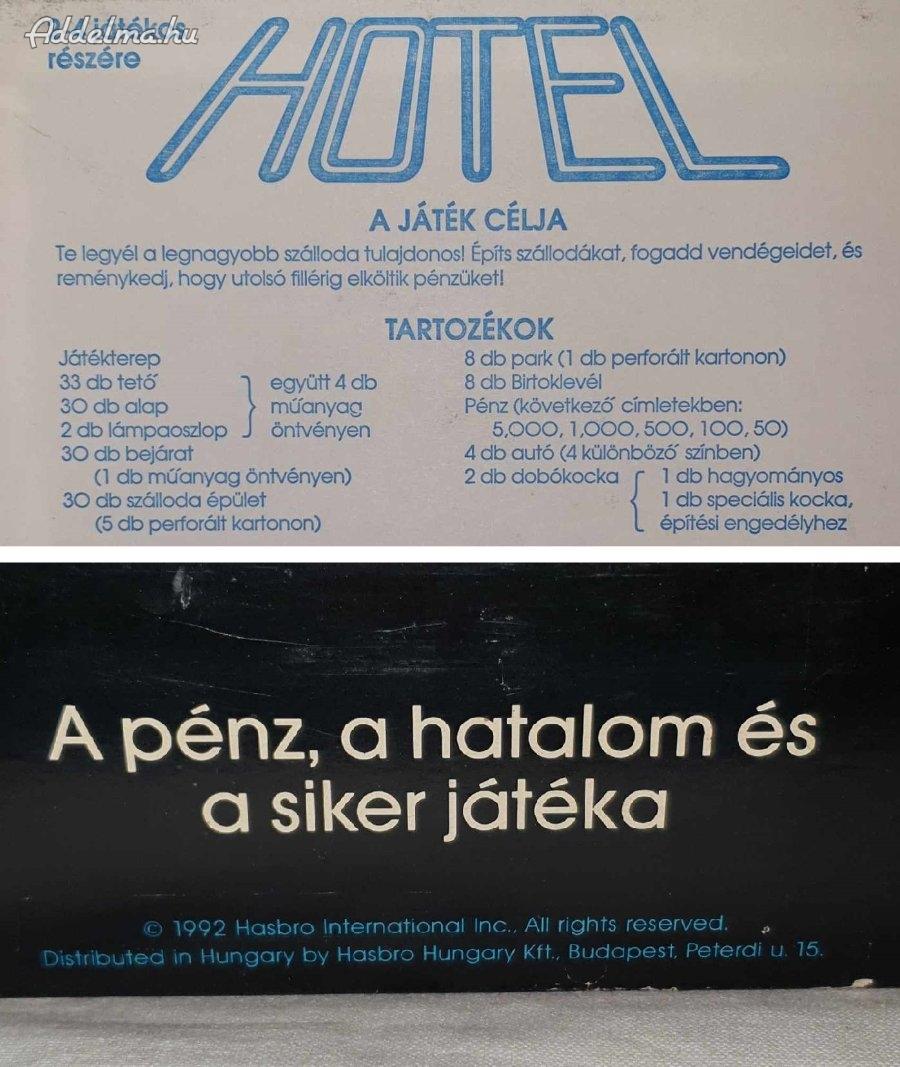 Addelma.hu
2-4 játékos
részére
HOTEL
A JÁTÉK CÉLJA
Te legyél a legnagyobb szálloda tulajdonos! Építs szállodákat, fogadd vendégeidet, és
reménykedj, hogy utolsó fillérig elköltik pénzüket!
TARTOZÉKOK
Játékterep
33 db tető
30 db alap
2 db lámpaoszlop
együtt 4 db
műanyag
öntvényen
30 db bejárat
(1 db műanyag öntvényen)
30 db szálloda épület
(5 db perforált kartonon)
8 db park (1 db perforált kartonon)
8 db Birtoklevél
Pénz (következő címletekben:
5,000, 1,000, 500, 100, 50)
4 db autó (4 különböző színben)
2 db dobókocka
1 db hagyományos
1 db speciális kocka,
építési engedélyhez
A pénz, a hatalom és
a siker játéka
© 1992 Hasbro International Inc., All rights reserved.
Distributed in Hungary by Hasbro Hungary Kft., Budapest, Peterdi u. 15.